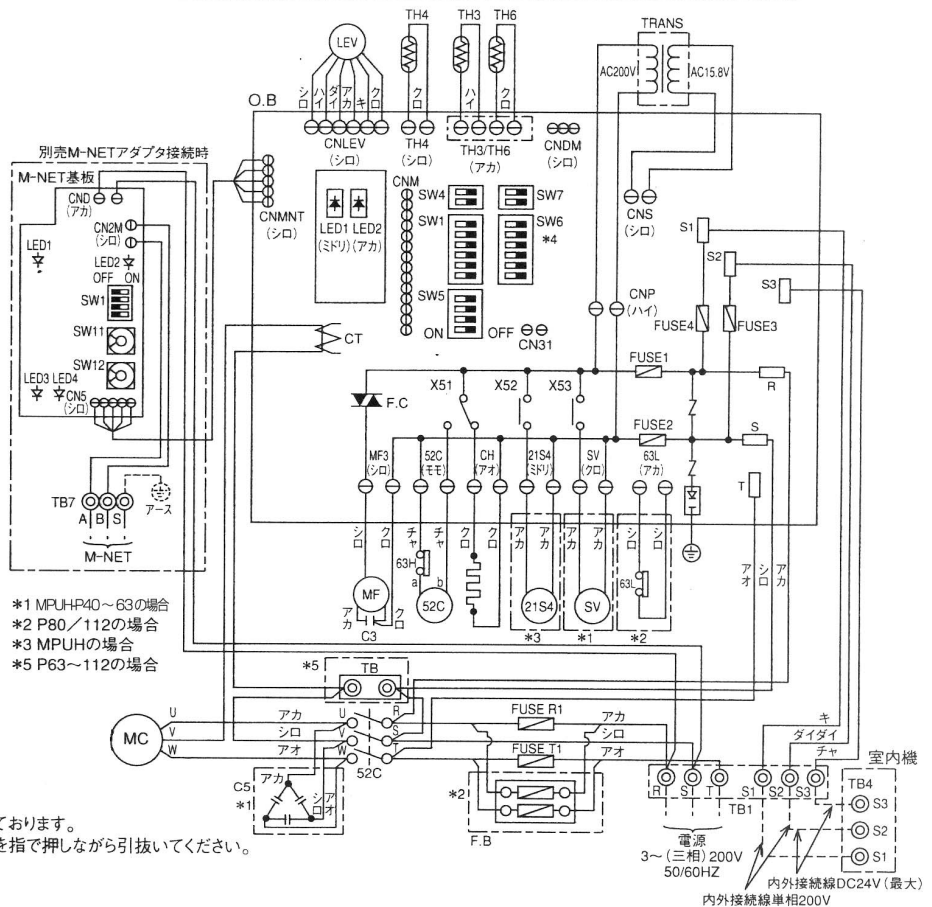 TH4 TH3 TH6
TRANS
LEV
AC200V AC15.8V
シロ ハイ ダイ アカ キ クロ
クロ
ハイ クロ
O.B
CNLEV (シロ)
TH4 (シロ)
TH3/TH6 (アカ)
CNDM (シロ)
別売M-NETアダプタ接続時
M-NET基板
CND (アカ)
CN2M (シロ)
LED1
LED2
OFF ON
SW1
SW11
SW12
LED3 LED4
CN5 (シロ)
TB7
A B S
アース
M-NET
CNMNT (シロ)
LED1 LED2
(ミドリ) (アカ)
CNM
SW4 SW7
SW1 SW6
*4
SW5
ON OFF
CN31
CNS (シロ)
S1
S2
S3
CNP (ハイ)
FUSE4 FUSE3
CT
FUSE1
R
X51 X52 X53
F.C
FUSE2
S
T
MF3 (シロ)
52C (モモ)
CH (アオ)
21S4 (ミドリ)
SV (クロ)
63L (アカ)
シロ クロ チャ チャ クロ クロ アカ アカ アカ アカ シロ シロ
アオ シロ アカ
63H
a b
63L
MF
52C
21S4
SV
アカ クロ
C3
*3 *1 *2
*1 MPUH-P40～63の場合
*2 P80／112の場合
*3 MPUHの場合
*5 P63～112の場合
*5 TB
MC
U アカ U R FUSE R1 アカ
V シロ V S シロ
W アオ W T FUSE T1 アオ
52C
C5
*1
アカ
シロ アオ
*2
F.B
キ
ダイダイ
チャ
R S T S1 S2 S3
TB1
室内機
TB4
S3
S2
S1
電源
3～(三相)200V
50/60HZ
内外接続線DC24V(最大)
内外接続線単相200V
ております。
を指で押しながら引抜いてください。